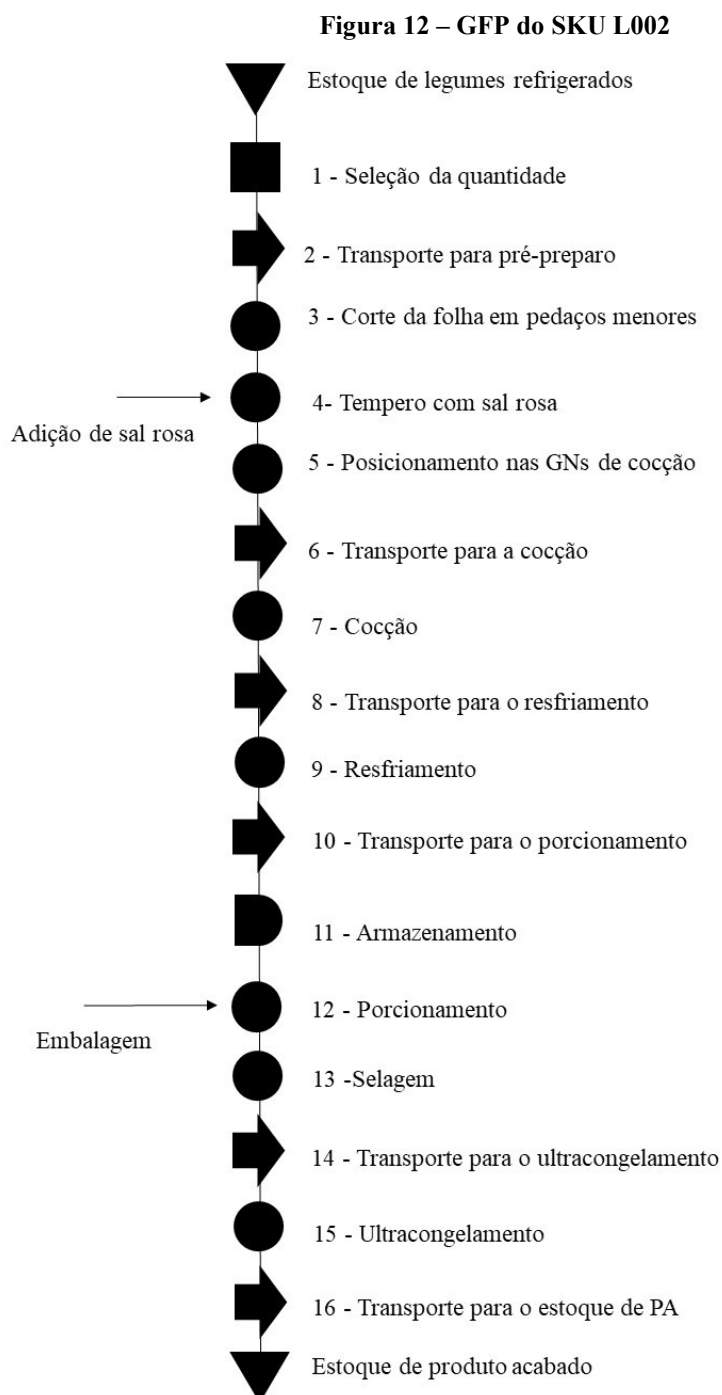 Figura 12 – GFP do SKU L002
Estoque de legumes refrigerados
1 - Seleção da quantidade
2 - Transporte para pré-preparo
3 - Corte da folha em pedaços menores
4- Tempero com sal rosa
Adição de sal rosa
5 - Posicionamento nas GNs de cocção
6 - Transporte para a cocção
7 - Cocção
8 - Transporte para o resfriamento
9 - Resfriamento
10 - Transporte para o porcionamento
11 - Armazenamento
12 - Porcionamento
Embalagem
13 -Selagem
14 - Transporte para o ultracongelamento
15 - Ultracongelamento
16 - Transporte para o estoque de PA
Estoque de produto acabado